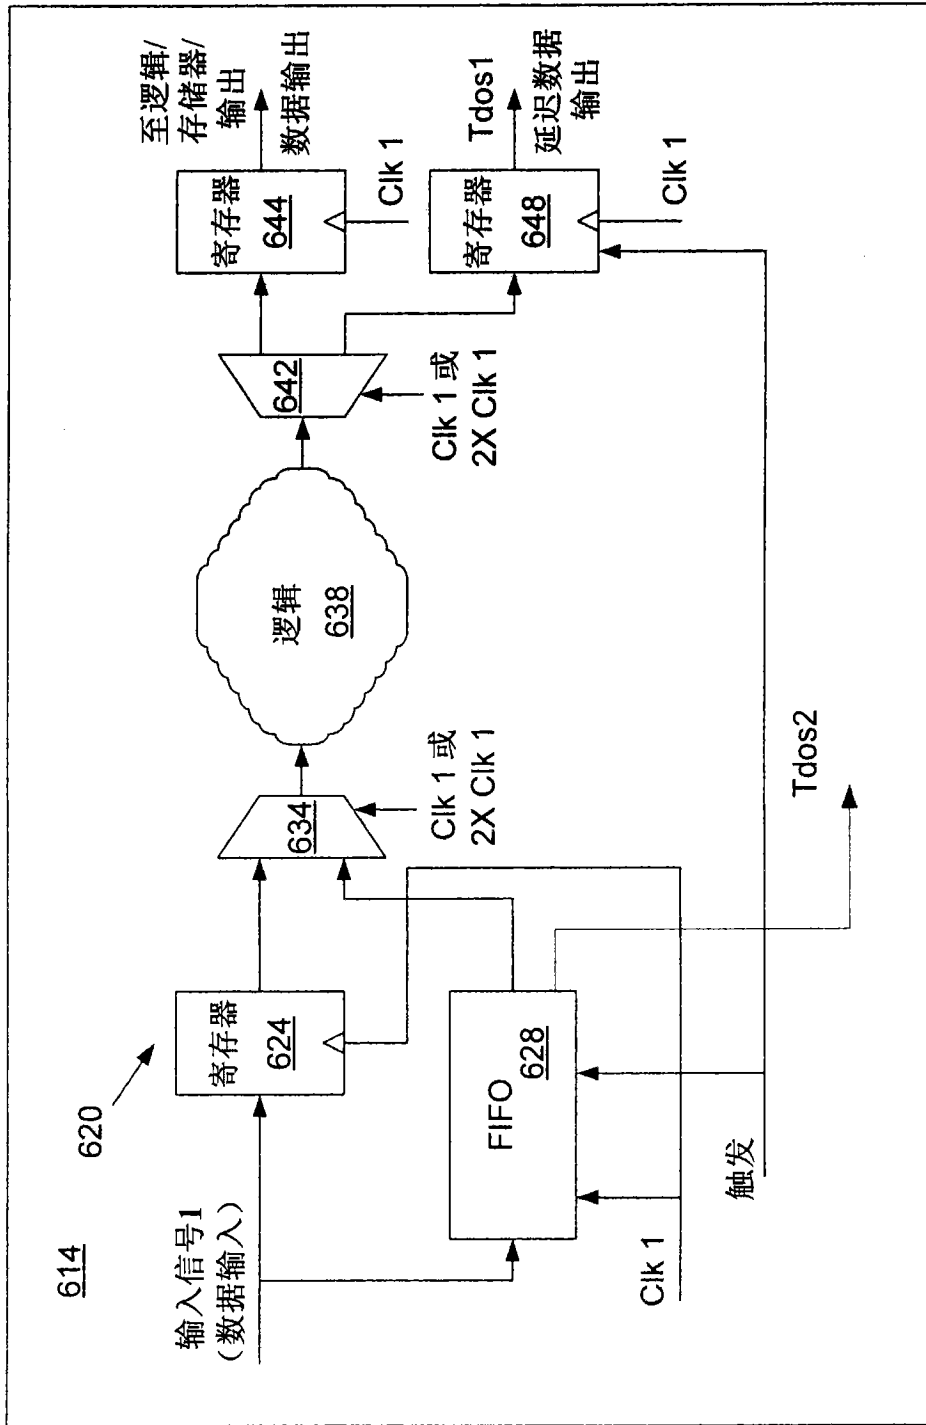 614
620
输入信号1
(数据输入)
寄存器
624
FIFO
628
Clk 1
触发
634
Clk 1 或
2X Clk 1
逻辑
638
642
Clk 1 或
2X Clk 1
寄存器
644
Clk 1
至逻辑/
存储器/
输出
数据输出
寄存器
648
Clk 1
Tdos1
延迟数据
输出
Tdos2